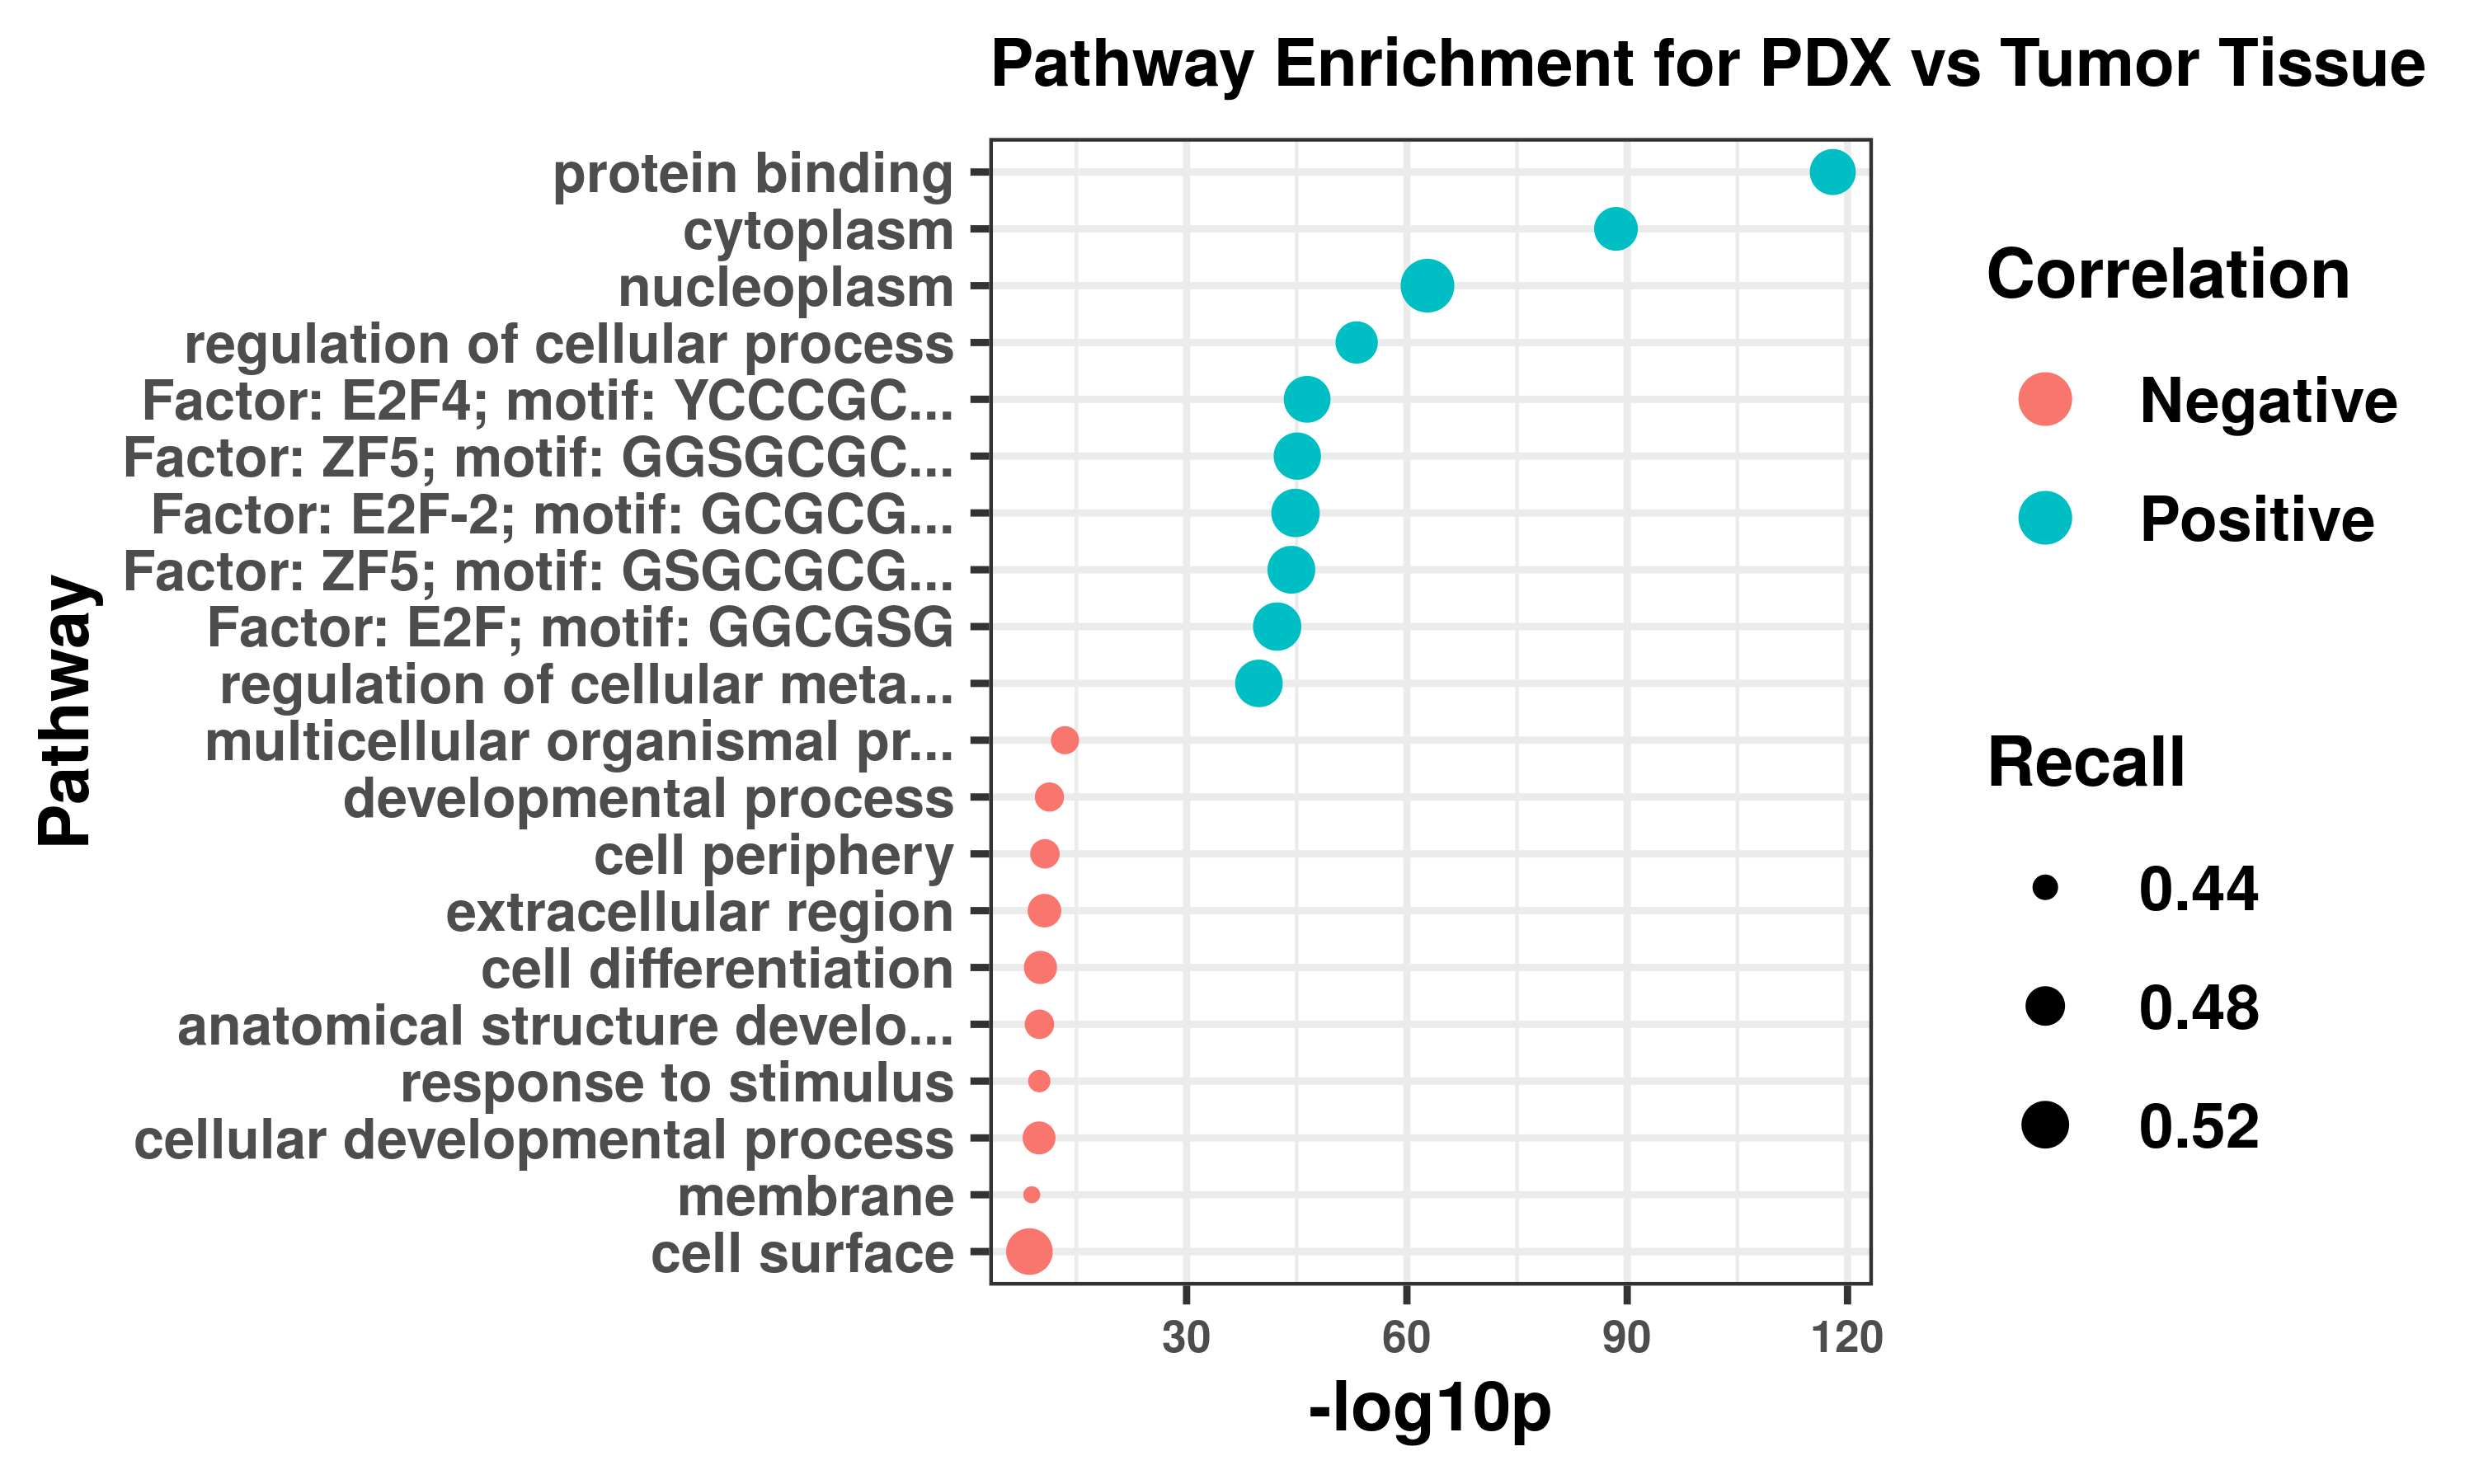 Pathway Enrichment for PDX vs Tumor Tissue
Pathway
protein binding
cytoplasm
nucleoplasm
regulation of cellular process
Factor: E2F4; motif: YCCCGC...
Factor: ZF5; motif: GGSGCGC...
Factor: E2F-2; motif: GCGCG...
Factor: ZF5; motif: GSGCGCG...
Factor: E2F; motif: GGCGSG
regulation of cellular meta...
multicellular organismal pr...
developmental process
cell periphery
extracellular region
cell differentiation
anatomical structure develo...
response to stimulus
cellular developmental process
membrane
cell surface
30 60 90 120
-log10p
Correlation
Negative
Positive
Recall
0.44
0.48
0.52